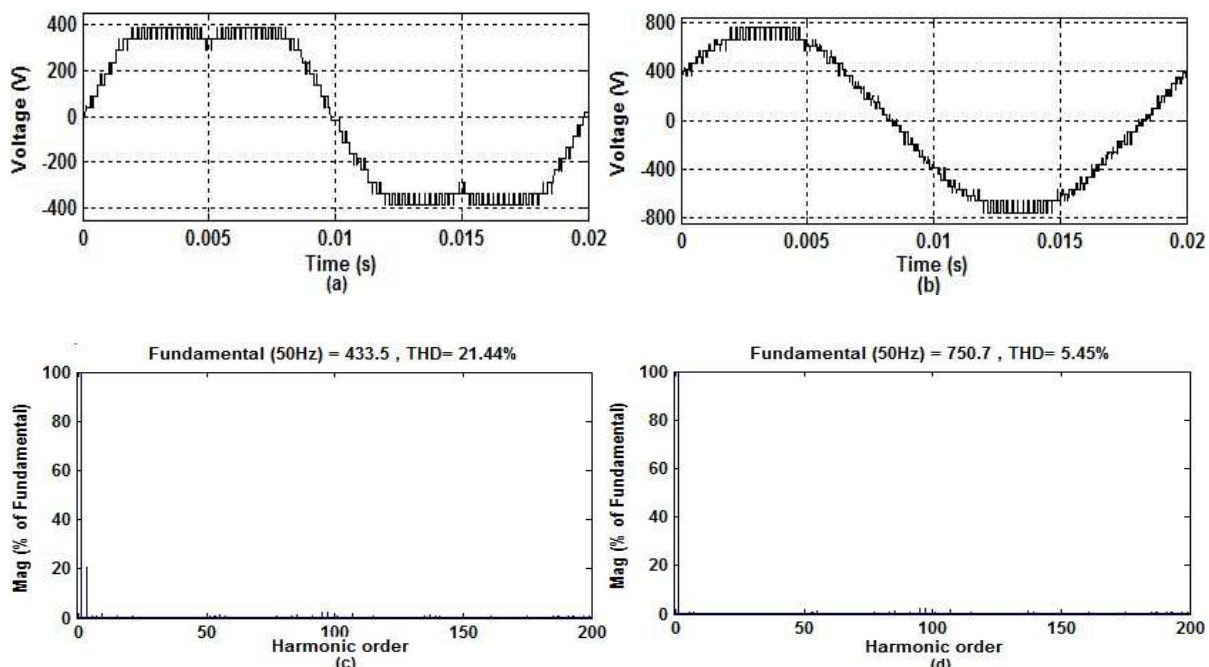 400
200
0
-200
-400
Voltage (V)
0 0.005 0.01 0.015 0.02
Time (s)
(a)
800
400
0
-400
-800
Voltage (V)
0 0.005 0.01 0.015 0.02
Time (s)
(b)
Fundamental (50Hz) = 433.5 , THD= 21.44%
100
80
60
40
20
0
Mag (% of Fundamental)
0 50 100 150 200
Harmonic order
(c)
Fundamental (50Hz) = 750.7 , THD= 5.45%
100
80
60
40
20
0
Mag (% of Fundamental)
0 50 100 150 200
Harmonic order
(d)